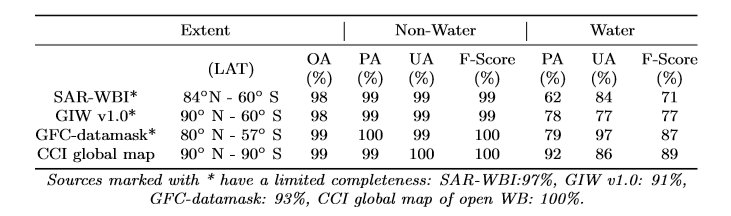 Extent | Non-Water | Water
(LAT) OA (%) PA (%) UA (%) F-Score (%) PA (%) UA (%) F-Score (%)
SAR-WBI* 84°N - 60° S 98 99 99 99 62 84 71
GIW v1.0* 90° N - 60° S 98 99 99 99 78 77 77
GFC-datamask* 80° N - 57° S 99 100 99 100 79 97 87
CCI global map 90° N - 90° S 99 99 100 100 92 86 89
Sources marked with * have a limited completeness: SAR-WBI:97%, GIW v1.0: 91%,
GFC-datamask: 93%, CCI global map of open WB: 100%.